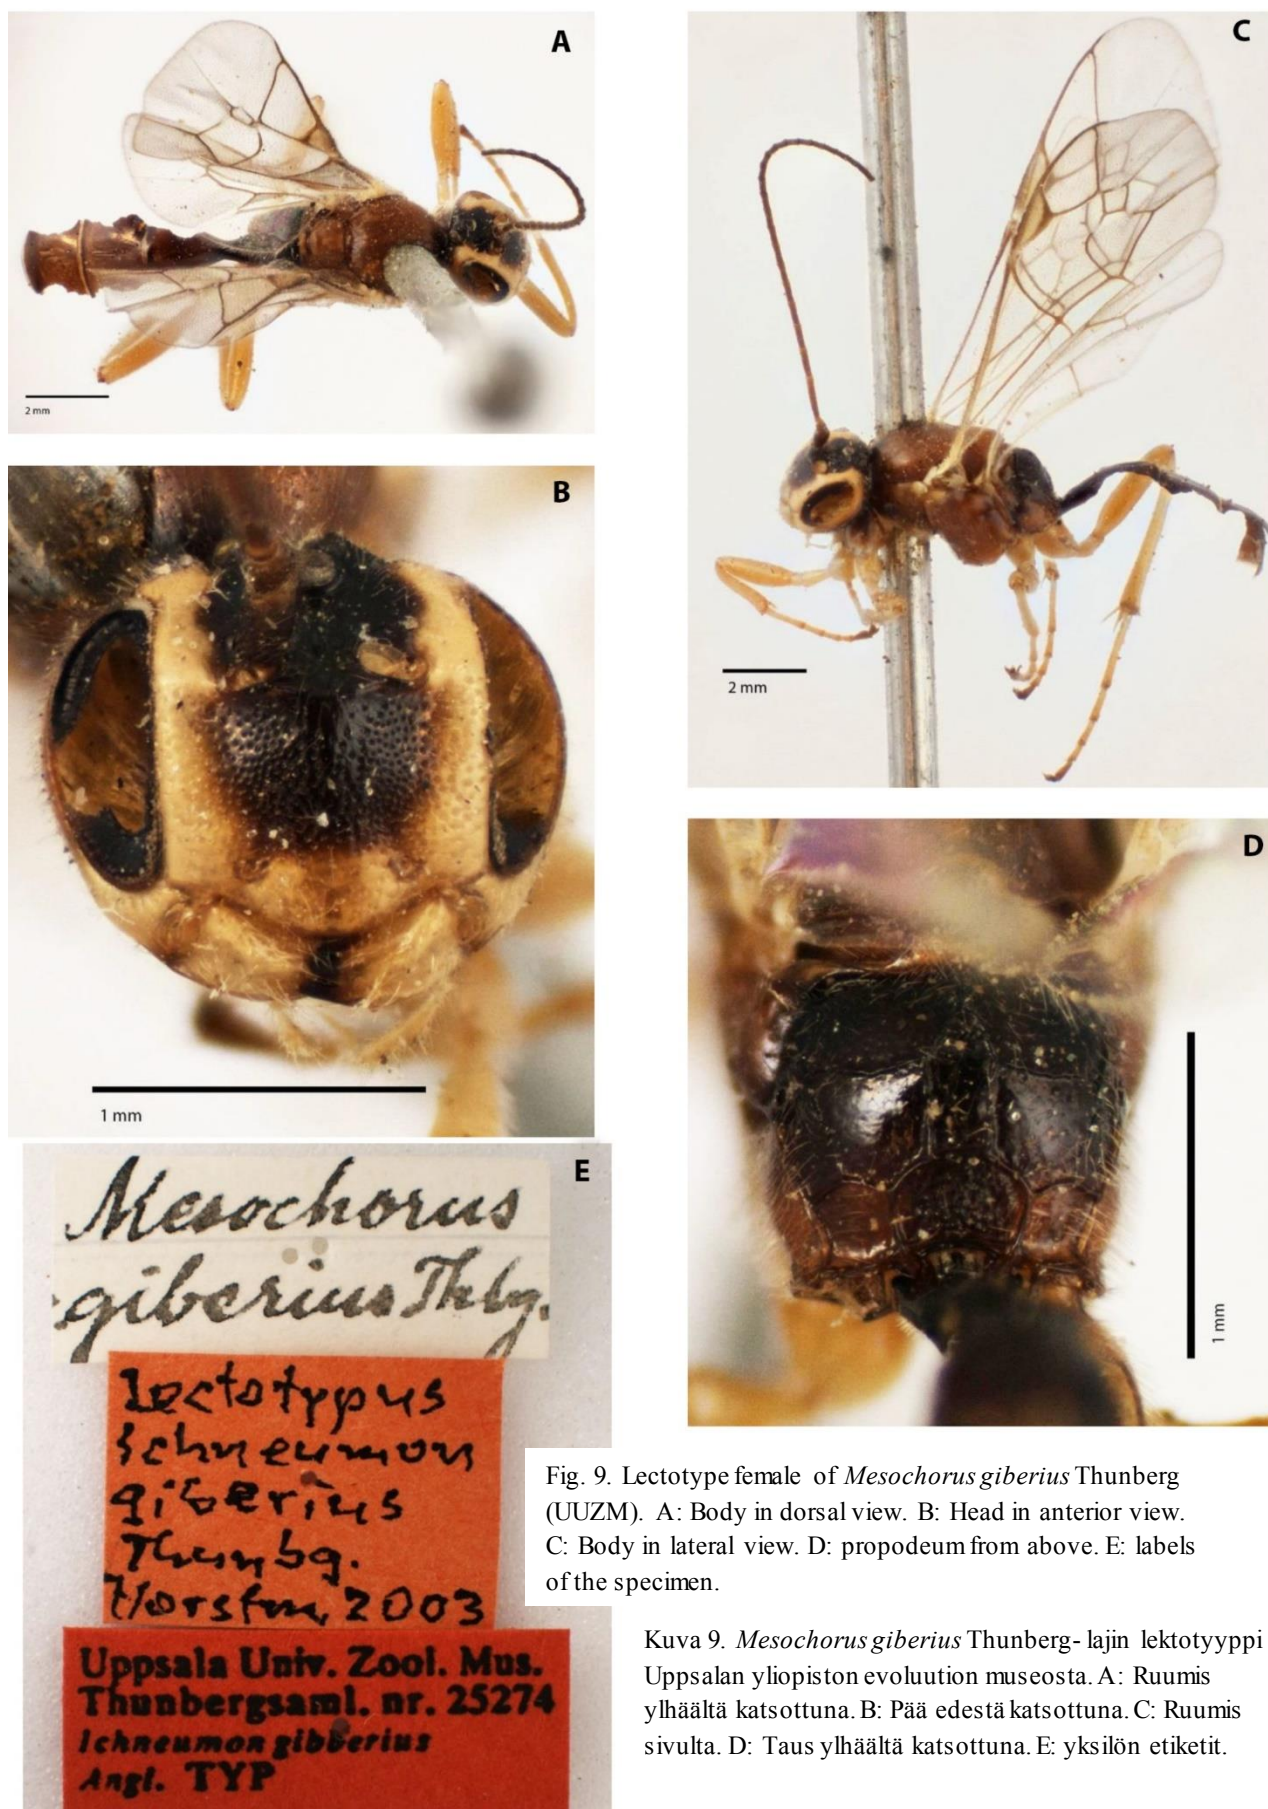 A
2 mm
C
2 mm
B
1 mm
D
1 mm
E
Mesochorus
giberius Thbg.
Lectotypus
Ichneumon
giberius
Thunbg.
Horstm. 2003
Uppsala Univ. Zool. Mus.
Thunbergsaml. nr. 25274
Ichneumon gibberius
Angl. TYP
Fig. 9. Lectotype female of Mesochorus giberius Thunberg
(UUZM). A: Body in dorsal view. B: Head in anterior view.
C: Body in lateral view. D: propodeum from above. E: labels
of the specimen.
Kuva 9. Mesochorus giberius Thunberg- lajin lektotyyppi
Uppsalan yliopiston evoluution museosta. A: Ruumis
ylhäältä katsottuna. B: Pää edestä katsottuna. C: Ruumis
sivulta. D: Taus ylhäältä katsottuna. E: yksilön etiketit.